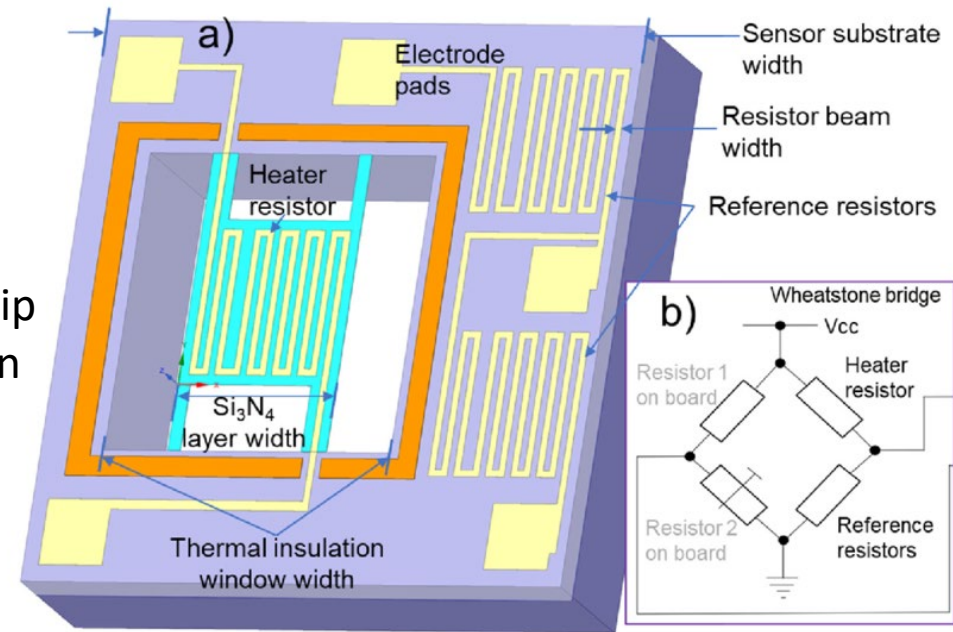 a)
Electrode
pads
Sensor substrate
width
Resistor beam
width
Reference resistors
Heater
resistor
ip
n
Si₃N₄
layer width
Thermal insulation
window width
z
x
b)
Wheatstone bridge
Vcc
Resistor 1
on board
Heater
resistor
Resistor 2
on board
Reference
resistors